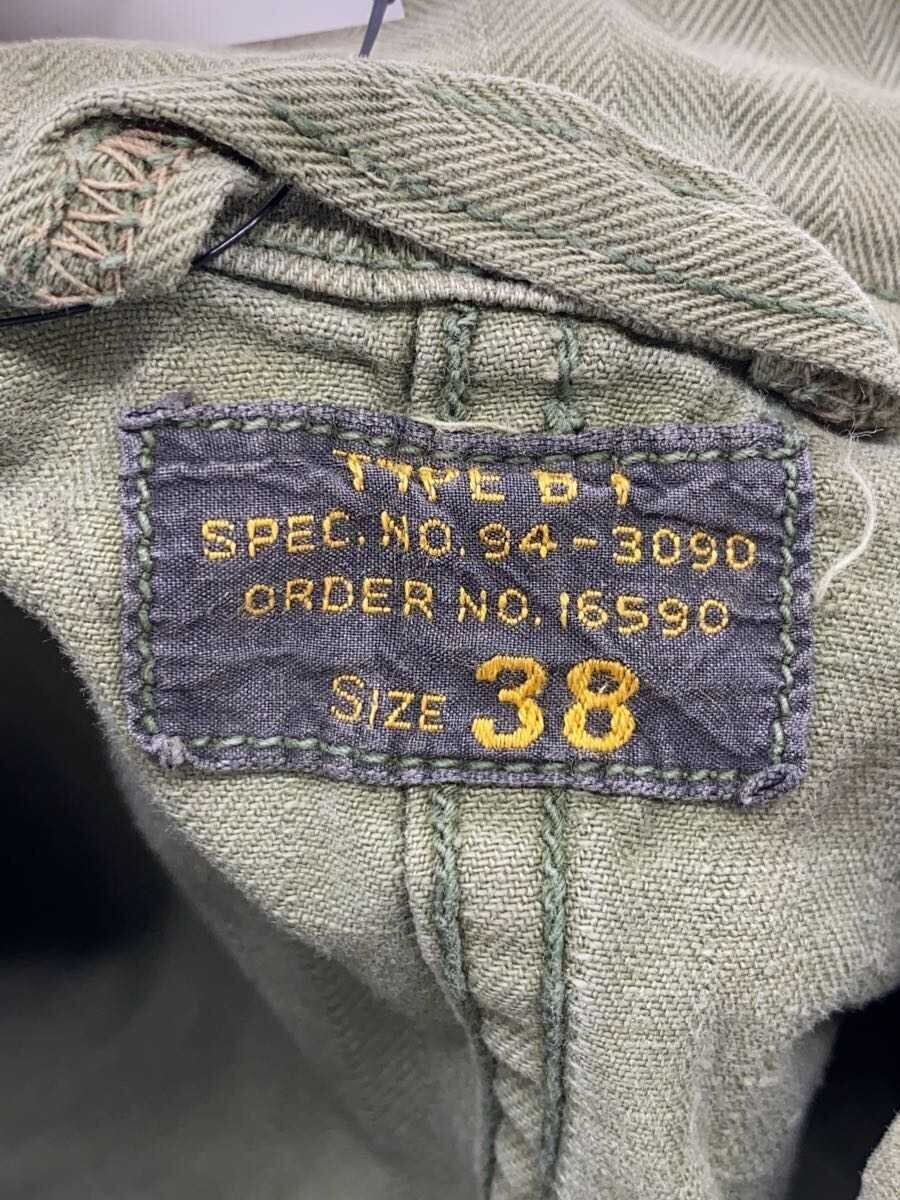 TYPE B 1
SPEC. NO. 94-3090
ORDER NO. 16590
SIZE 38